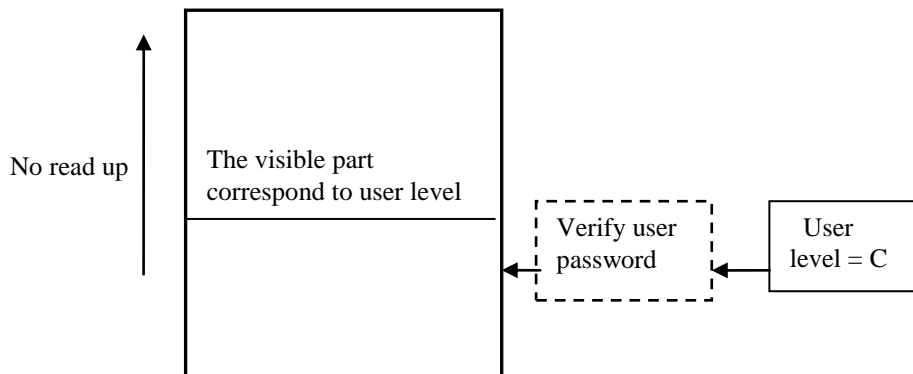 No read up
The visible part
correspond to user level
Verify user
password
User
level = C